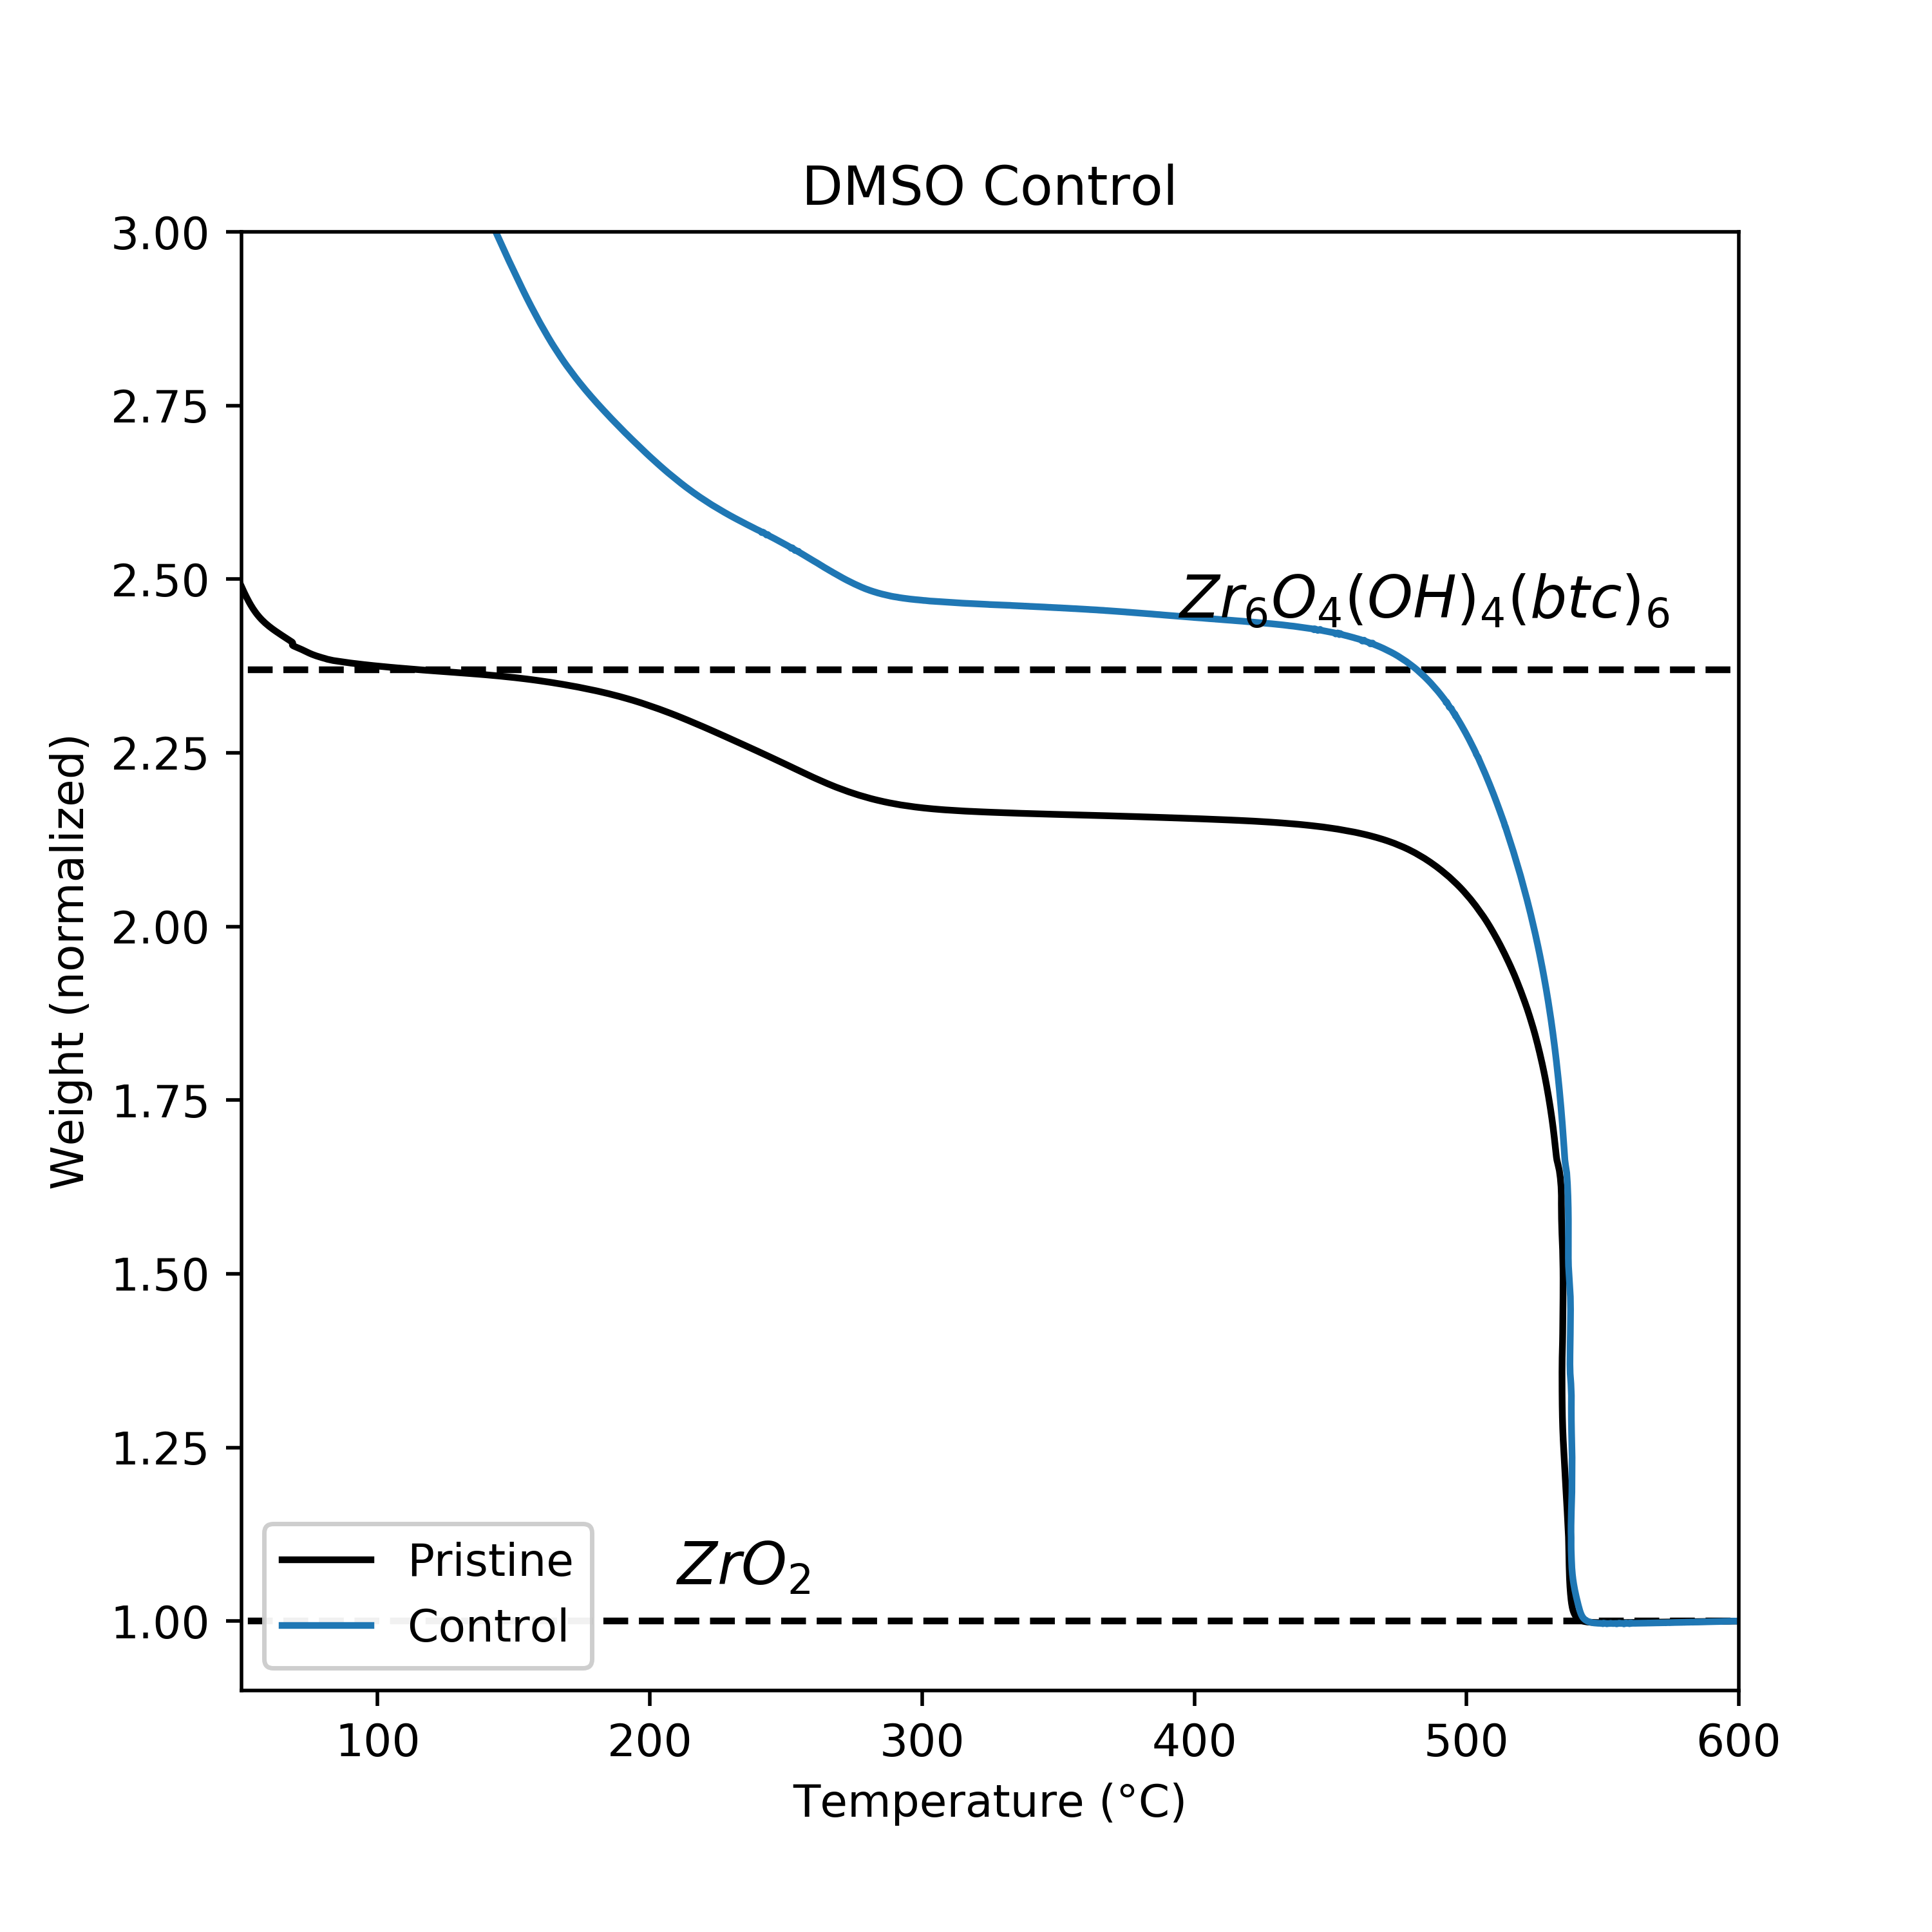 DMSO Control
3.00
2.75
2.50
2.25
2.00
1.75
1.50
1.25
1.00
Weight (normalized)
Zr₆O₄(OH)₄(btc)₆
ZrO₂
Pristine
Control
100 200 300 400 500 600
Temperature (°C)